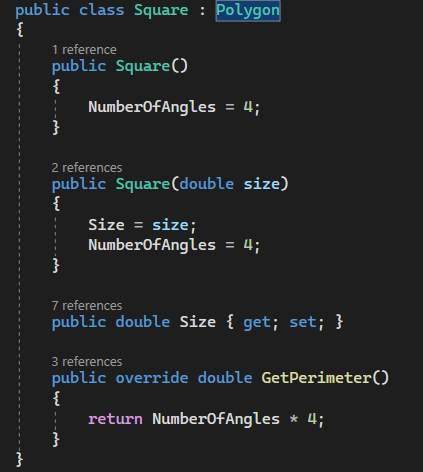 public class Square : Polygon
{
1 reference
public Square()
{
NumberOfAngles = 4;
}
2 references
public Square(double size)
{
Size = size;
NumberOfAngles = 4;
}
7 references
public double Size { get; set; }
3 references
public override double GetPerimeter()
{
return NumberOfAngles * 4;
}
}